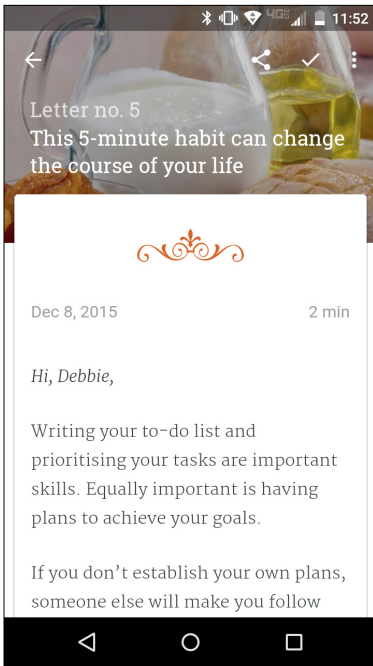 4GE 11:52
Letter no. 5
This 5-minute habit can change
the course of your life
Dec 8, 2015 2 min
Hi, Debbie,
Writing your to-do list and
prioritising your tasks are important
skills. Equally important is having
plans to achieve your goals.
If you don’t establish your own plans,
someone else will make you follow